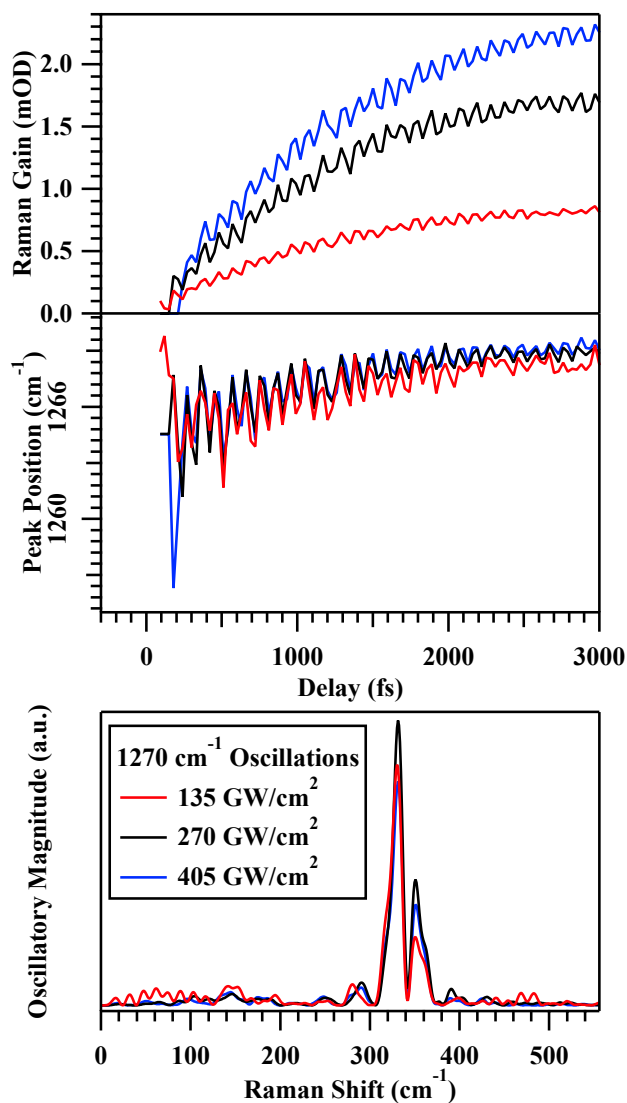 Raman Gain (mOD)
2.0
1.5
1.0
0.5
0.0
Peak Position (cm⁻¹)
1266
1260
0
1000
2000
3000
Delay (fs)
Oscillatory Magnitude (a.u.)
1270 cm⁻¹ Oscillations
135 GW/cm²
270 GW/cm²
405 GW/cm²
0
100
200
300
400
500
Raman Shift (cm⁻¹)